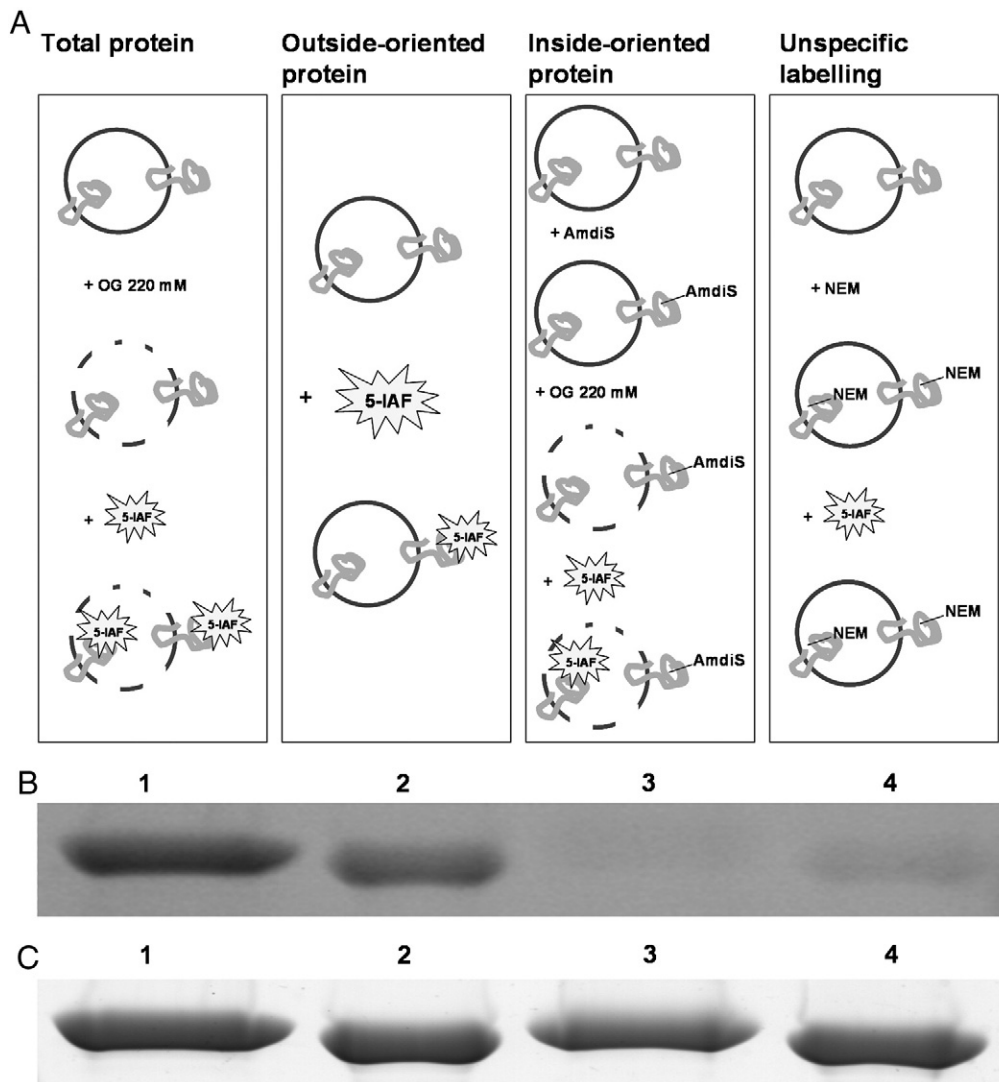 A
Total protein
Outside-oriented
protein
Inside-oriented
protein
Unspecific
labelling
+ OG 220 mM
+ 5-IAF
5-IAF 5-IAF
+ 5-IAF
5-IAF
+ AmdiS
AmdiS
+ OG 220 mM
AmdiS
+ 5-IAF
5-IAF
AmdiS
+ NEM
NEM
NEM
+ 5-IAF
NEM
NEM
B
1 2 3 4
C
1 2 3 4